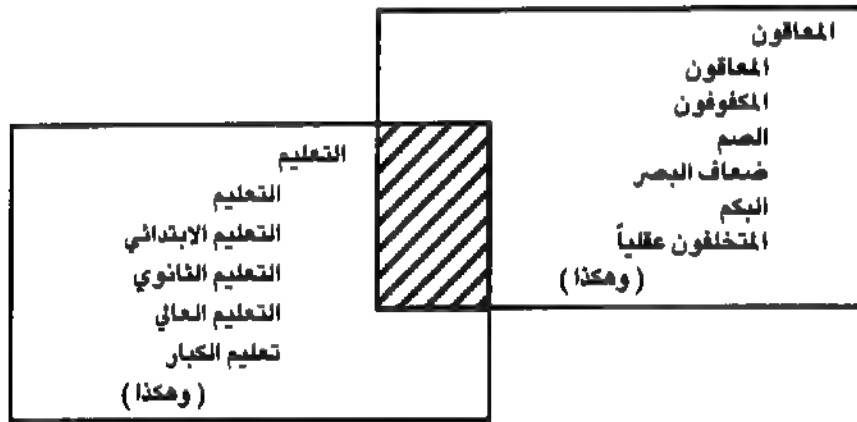 المعاقون
المعاقون
المكفوفون
الصم
ضعاف البصر
البكم
المتخلفون عقلياً
(وهكذا)
التعليم
التعليم
التعليم الابتدائي
التعليم الثانوي
التعليم العالي
تعليم الكبار
(وهكذا)